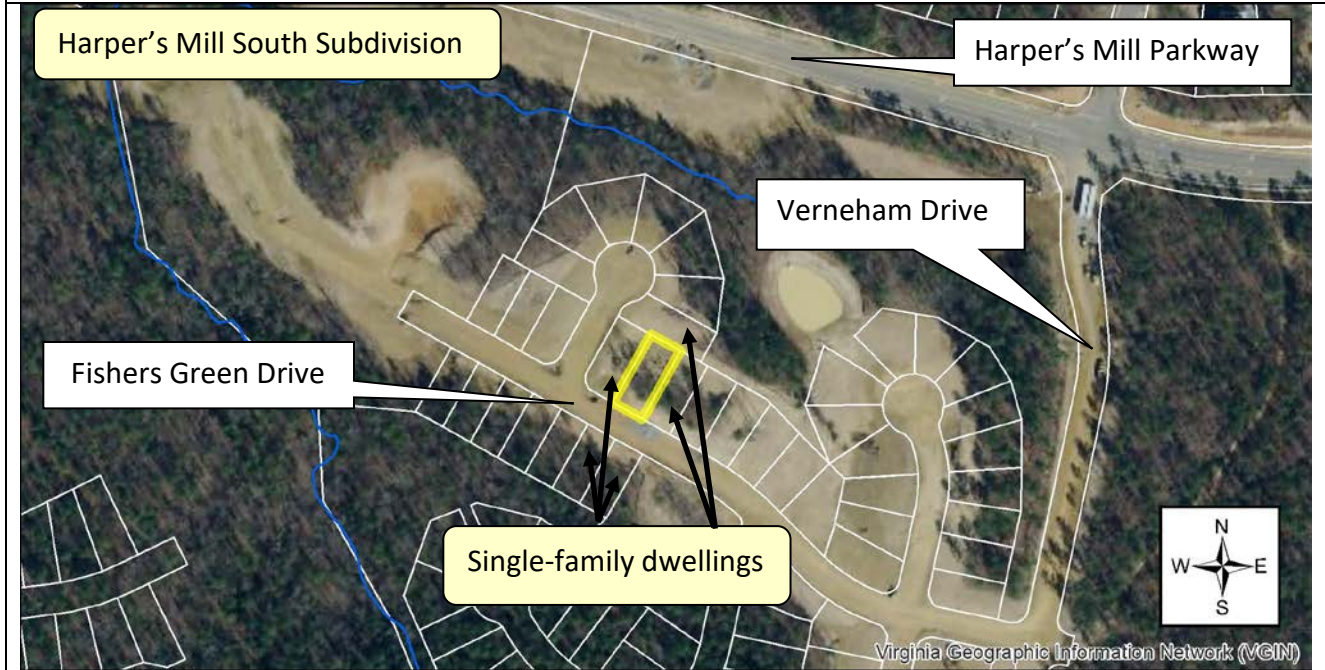 Harper’s Mill South Subdivision
Harper’s Mill Parkway
Verneham Drive
Fishers Green Drive
Single-family dwellings
N
W E
S
Virginia Geographic Information Network (VGIN)